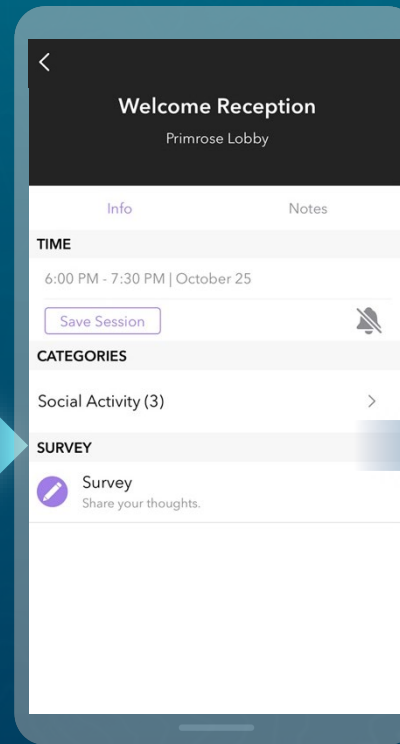 Welcome Reception
Primrose Lobby
Info
Notes
TIME
6:00 PM - 7:30 PM | October 25
Save Session
CATEGORIES
Social Activity (3)
SURVEY
Survey
Share your thoughts.